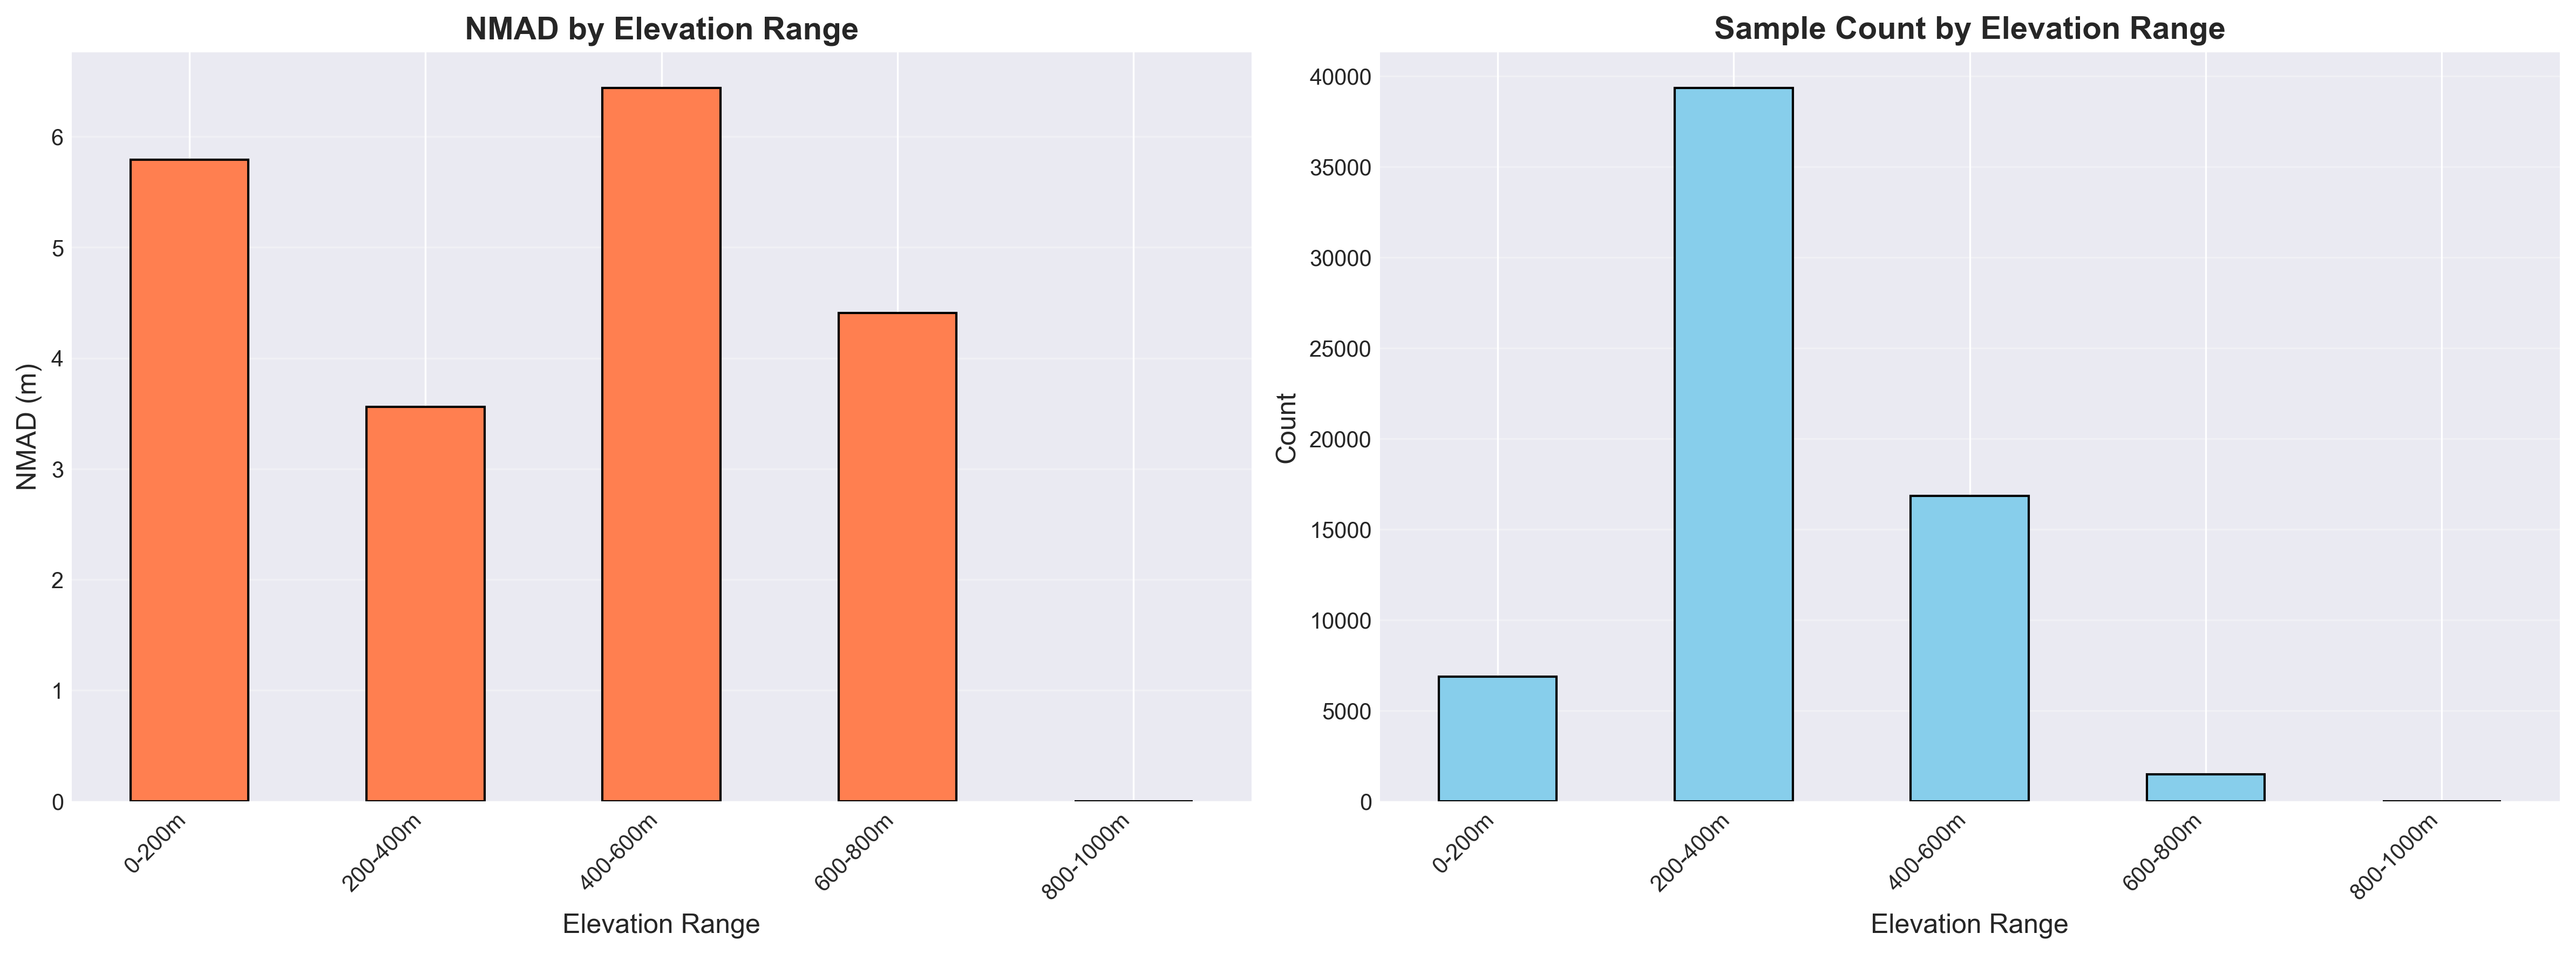 NMAD by Elevation Range
NMAD (m)
6
5
4
3
2
1
0
0-200m
200-400m
400-600m
600-800m
800-1000m
Elevation Range
Sample Count by Elevation Range
Count
40000
35000
30000
25000
20000
15000
10000
5000
0
0-200m
200-400m
400-600m
600-800m
800-1000m
Elevation Range